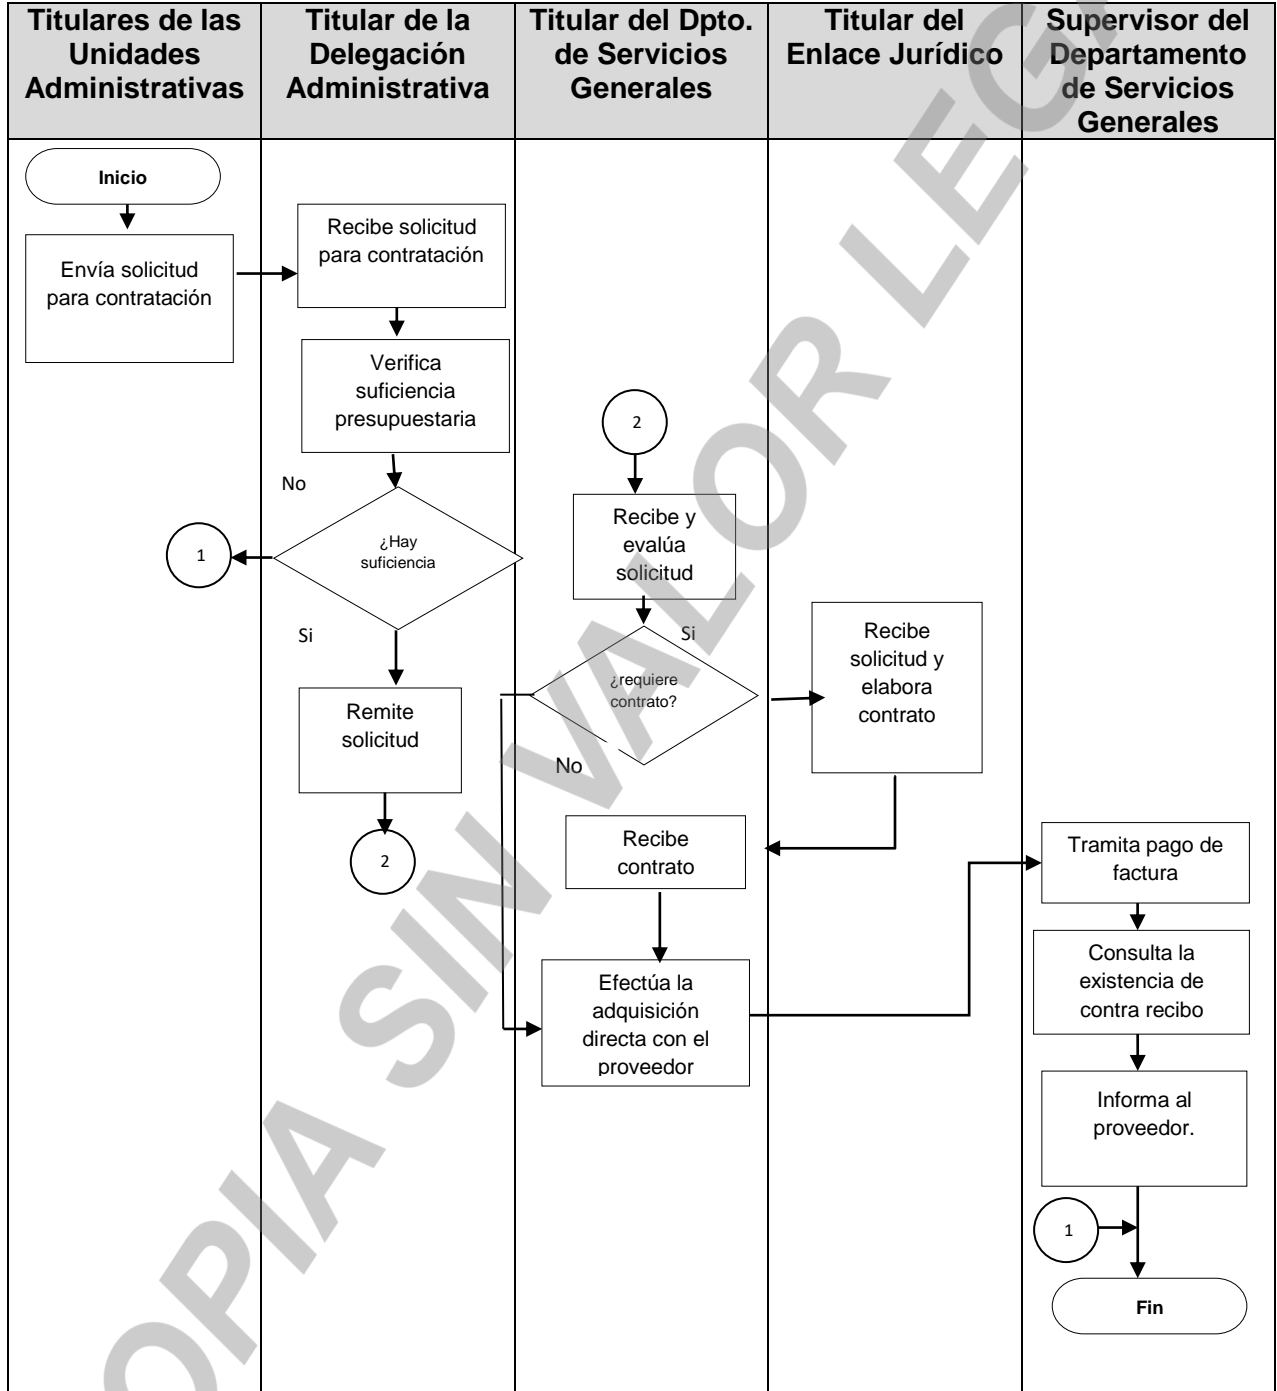 Titulares de las
Unidades
Administrativas
Titular de la
Delegación
Administrativa
Titular del Dpto.
de Servicios
Generales
Titular del
Enlace Jurídico
Supervisor del
Departamento
de Servicios
Generales
Inicio
Envía solicitud
para contratación
Recibe solicitud
para contratación
Verifica
suficiencia
presupuestaria
No
¿Hay
suficiencia
1
Si
Remite
solicitud
2
2
Recibe y
evalúa
solicitud
Si
¿requiere
contrato?
No
Recibe
solicitud y
elabora
contrato
Recibe
contrato
Efectúa la
adquisición
directa con el
proveedor
Tramita pago de
factura
Consulta la
existencia de
contra recibo
Informa al
proveedor.
1
Fin
OPIA SIN VALOR LEGA